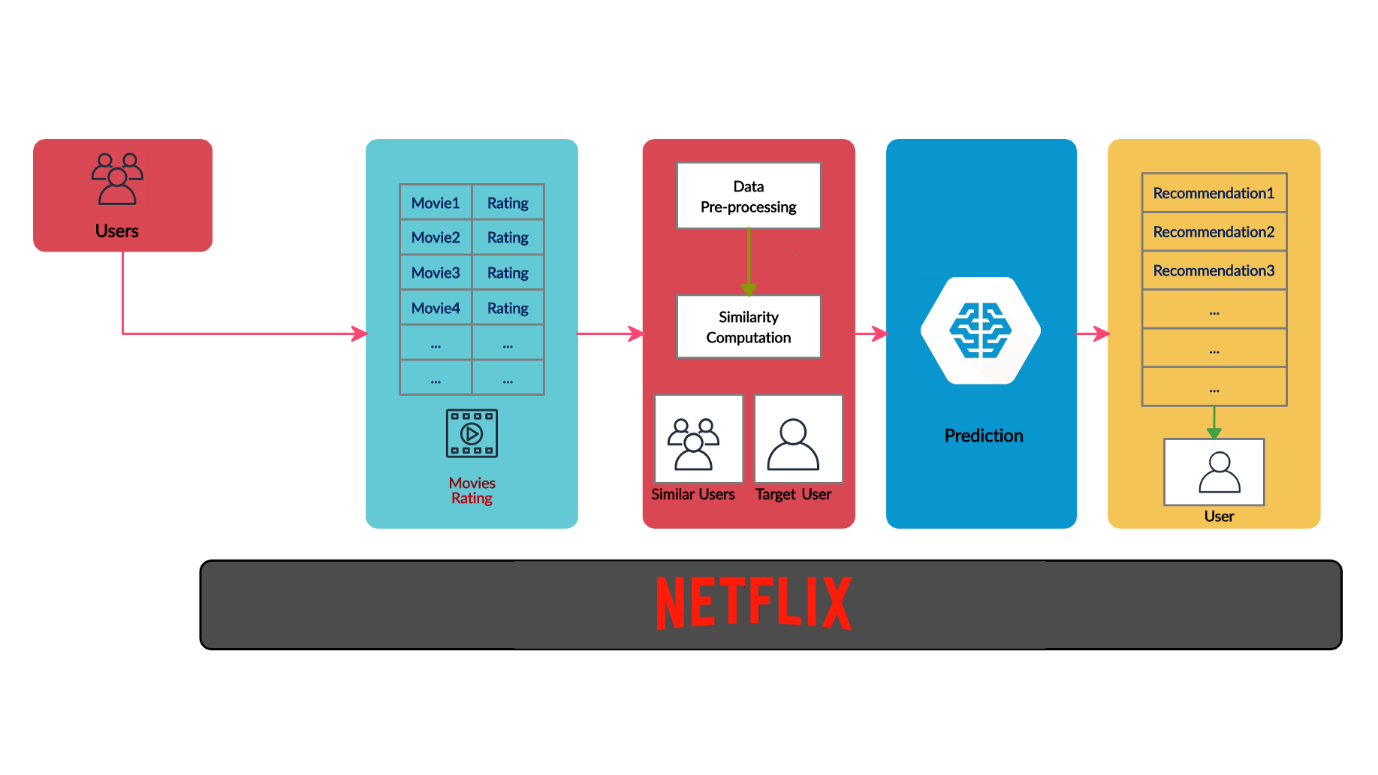 Users
Movie1 Rating
Movie2 Rating
Movie3 Rating
Movie4 Rating
... ...
... ...
Movies
Rating
Data
Pre-processing
Similarity
Computation
Similar Users Target User
Prediction
Recommendation1
Recommendation2
Recommendation3
...
...
...
User
NETFLIX